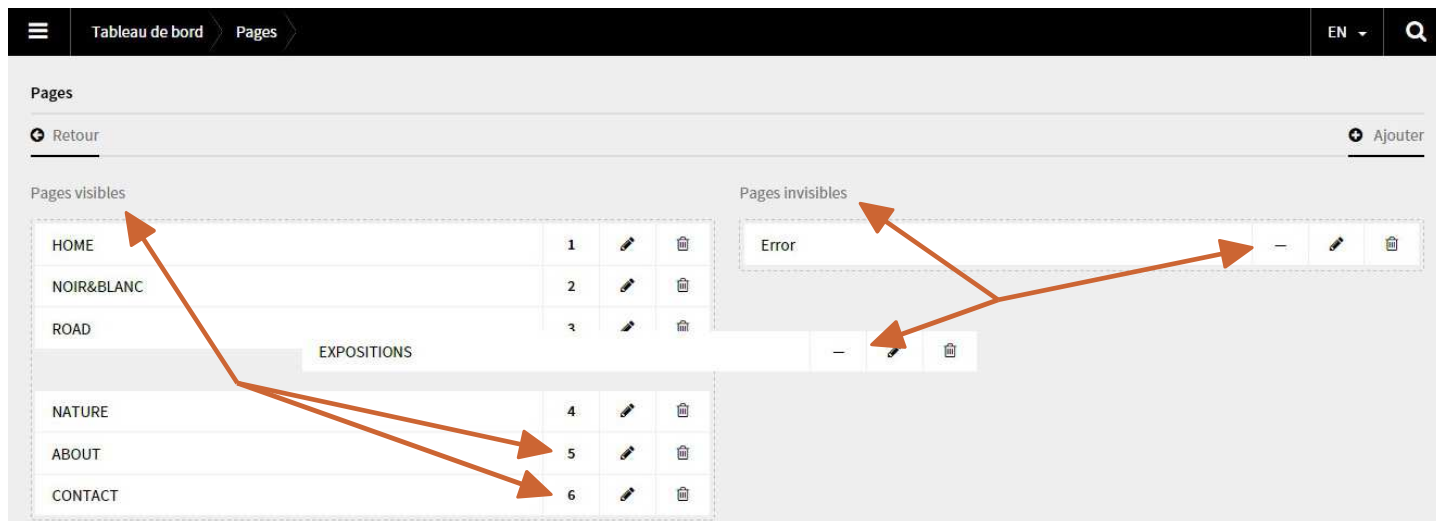 Tableau de bord Pages EN
Pages
Retour Ajouter
Pages visibles Pages invisibles
HOME 1 Error —
NOIR&BLANC 2
ROAD 3
EXPOSITIONS —
NATURE 4
ABOUT 5
CONTACT 6